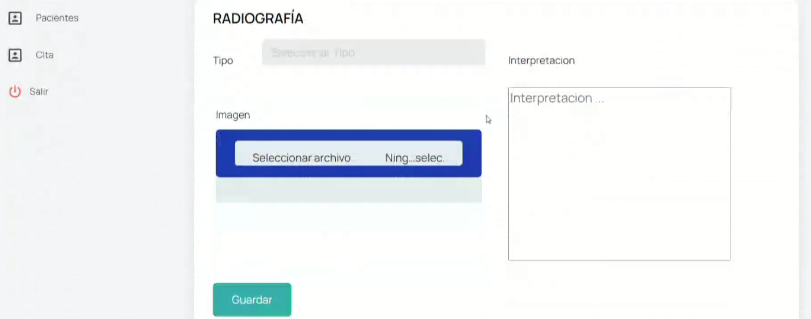 Pacientes
Cita
Salir
RADIOGRAFÍA
Tipo
Seleccionar Tipo
Imagen
Seleccionar archivo
Ning...selec.
Guardar
Interpretacion
Interpretacion ...